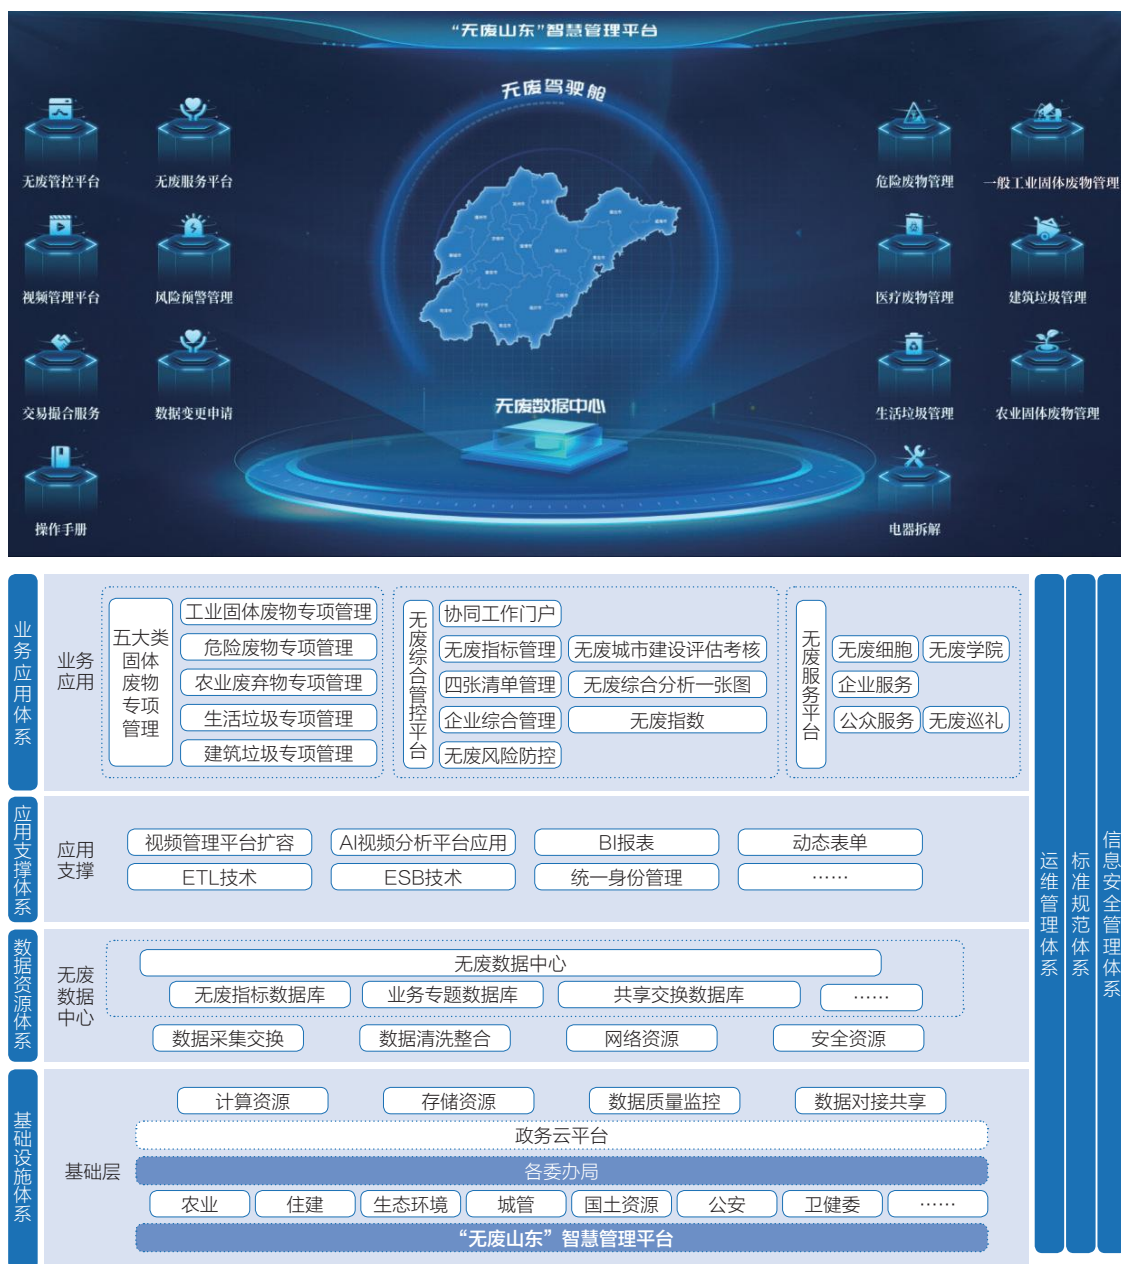 “无废山东”智慧管理平台
无废驾驶舱
无废管控平台
无废服务平台
危险废物管理
一般工业固体废物管理
视频管理平台
风险预警管理
医疗废物管理
建筑垃圾管理
交易撮合服务
数据变更申请
无废数据中心
生活垃圾管理
农业固体废物管理
操作手册
电器拆解
业务应用体系
业务
应用
五大类
固体
废物
专项
管理
工业固体废物专项管理
危险废物专项管理
农业废弃物专项管理
生活垃圾专项管理
建筑垃圾专项管理
无废综合管控平台
协同工作门户
无废指标管理
无废城市建设评估考核
四张清单管理
无废综合分析一张图
企业综合管理
无废指数
无废风险防控
无废服务平台
无废细胞
无废学院
企业服务
公众服务
无废巡礼
应用支撑体系
应用
支撑
视频管理平台扩容
AI视频分析平台应用
BI报表
动态表单
ETL技术
ESB技术
统一身份管理
……
数据资源体系
无废
数据
中心
无废数据中心
无废指标数据库
业务专题数据库
共享交换数据库
……
数据采集交换
数据清洗整合
网络资源
安全资源
基础设施体系
基础层
计算资源
存储资源
数据质量监控
数据对接共享
政务云平台
各委办局
农业
住建
生态环境
城管
国土资源
公安
卫健委
……
“无废山东”智慧管理平台
运维管理体系
标准规范体系
信息安全管理体系